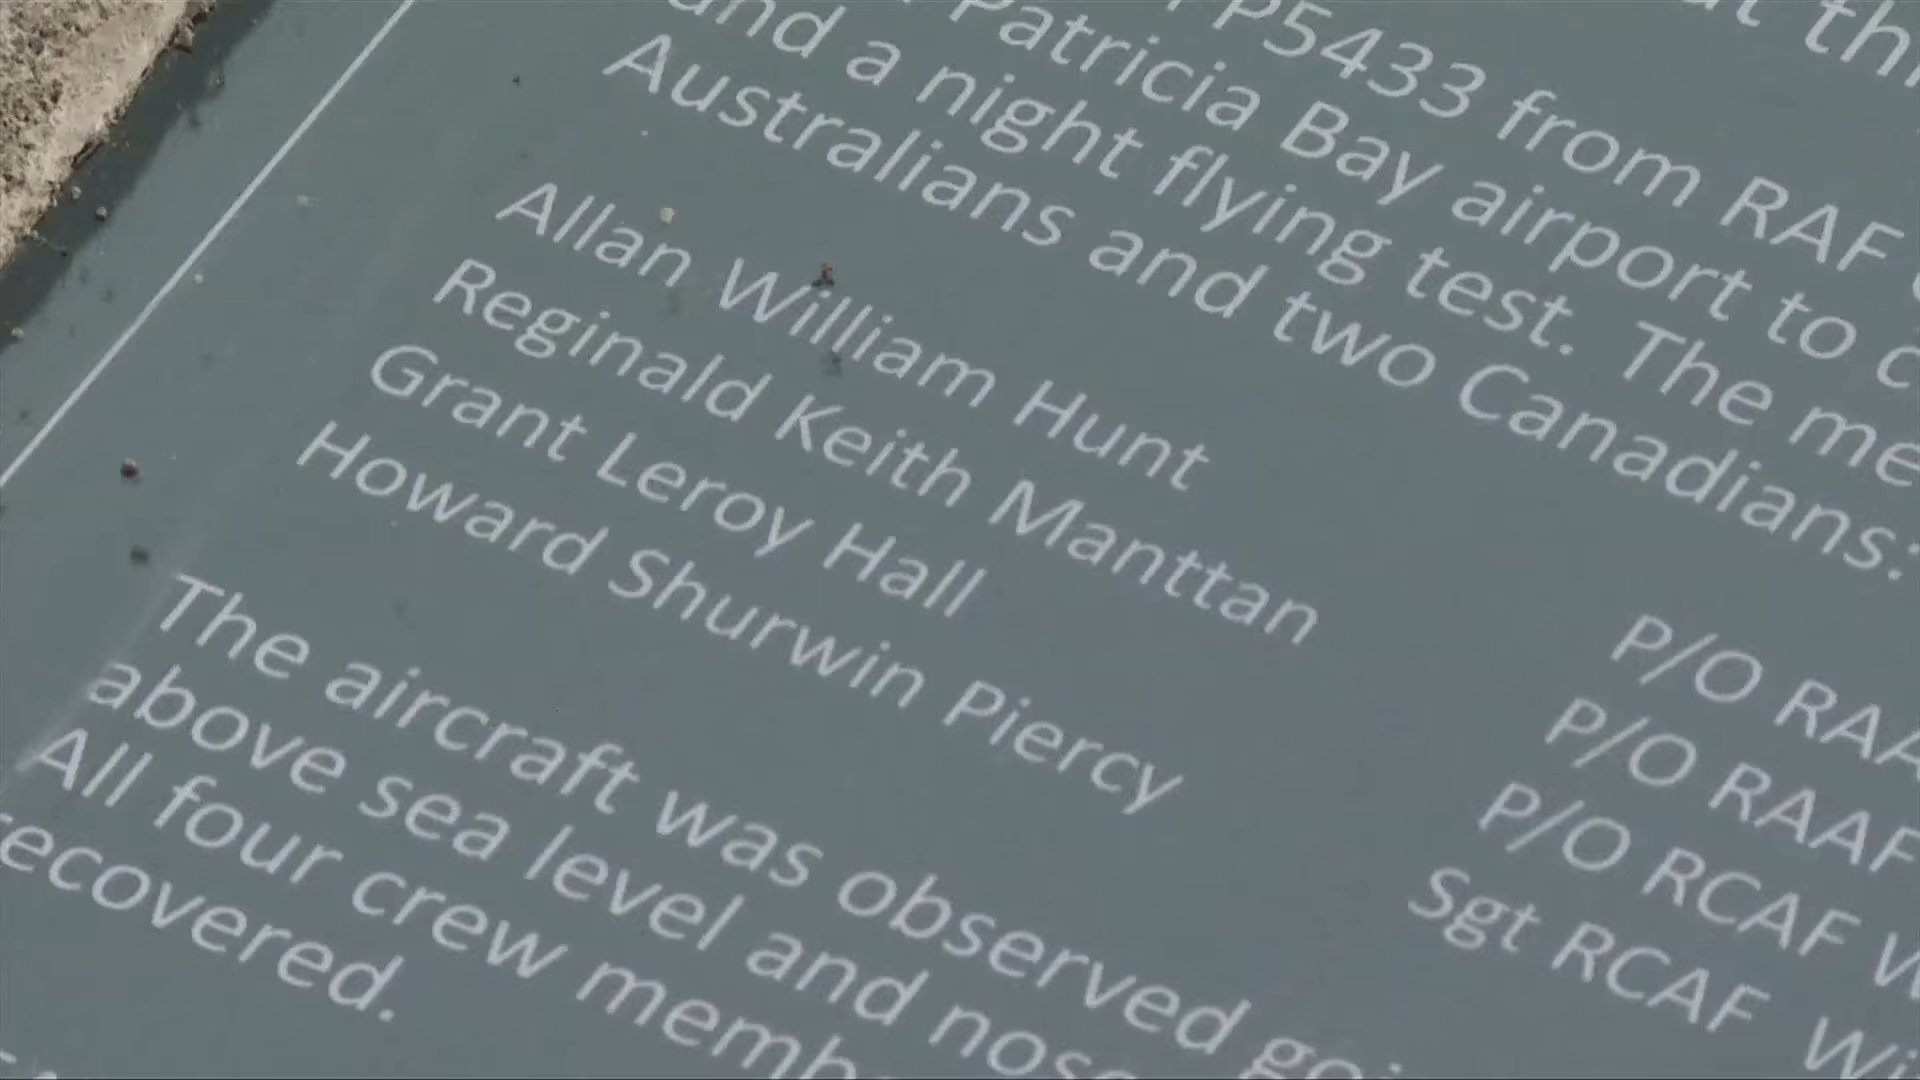 P5433 from RAF
Patricia Bay airport to
and a night flying test. The
Australians and two Canadians:
Allan William Hunt P/O
Reginald Keith Manttan P/O RAAF
Grant Leroy Hall P/O RCAF
Howard Shurwin Piercy Sgt RCAF
The aircraft was observed
above sea level and
All four crew
recovered.